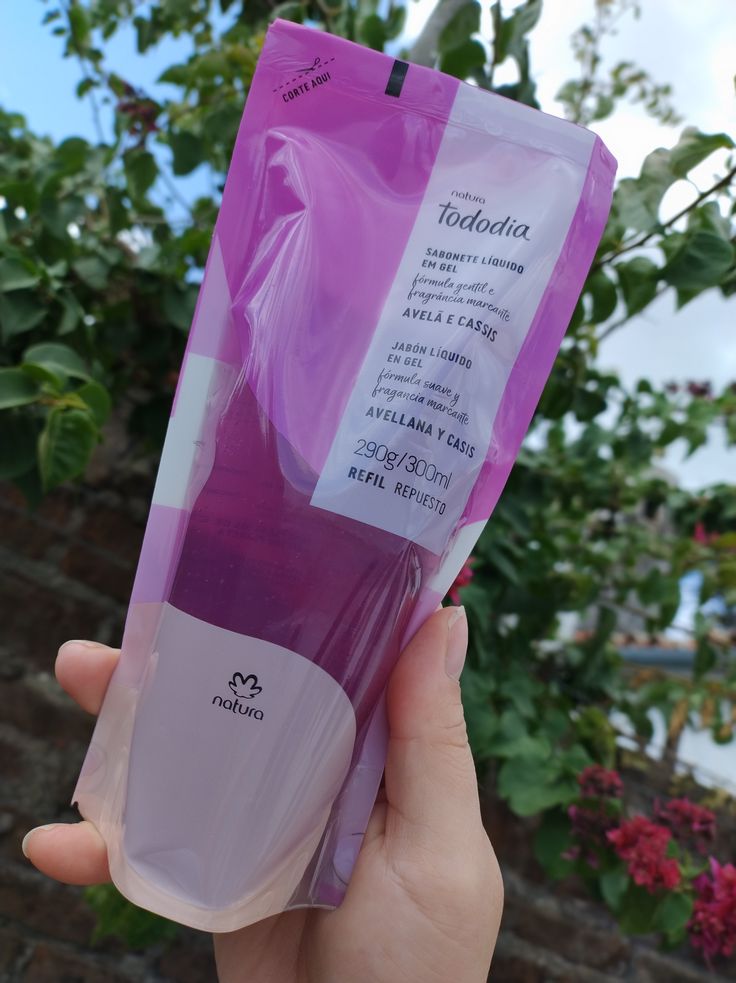 CORTE AQUI
natura
tododia
SABONETE LÍQUIDO
EM GEL
fórmula gentil e
fragrância marcante
AVELÃ E CASSIS
JABÓN LÍQUIDO
EN GEL
fórmula suave y
fragancia marcante
AVELLANA Y CASIS
290g/300ml
REFIL REPUESTO
natura